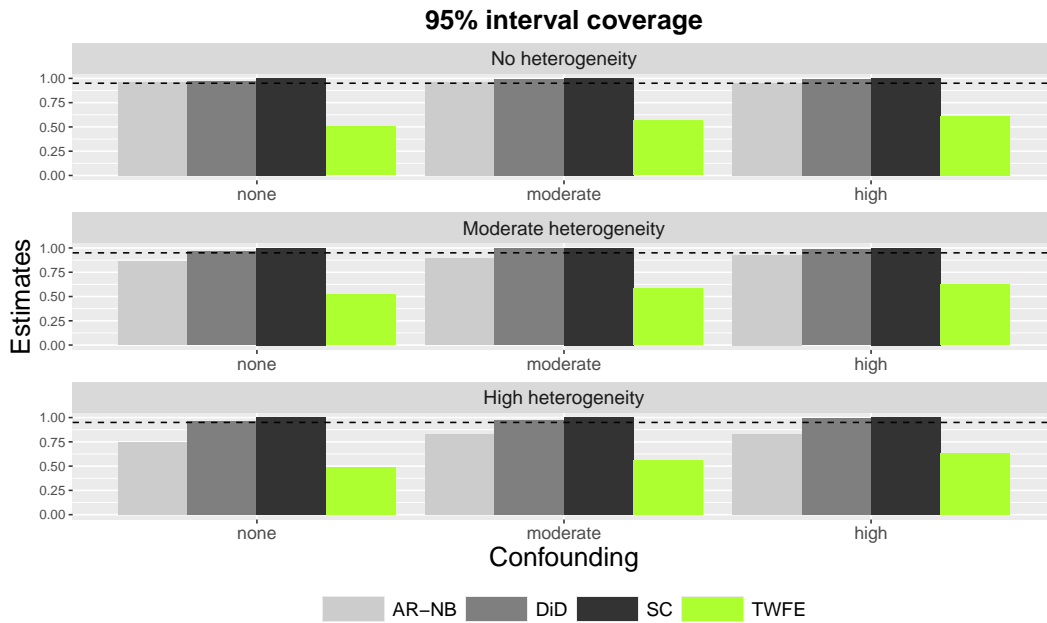 95% interval coverage
No heterogeneity
1.00
0.75
0.50
0.25
0.00
none moderate high
Moderate heterogeneity
1.00
0.75
0.50
0.25
0.00
none moderate high
High heterogeneity
1.00
0.75
0.50
0.25
0.00
none moderate high
Estimates
Confounding
AR−NB DiD SC TWFE